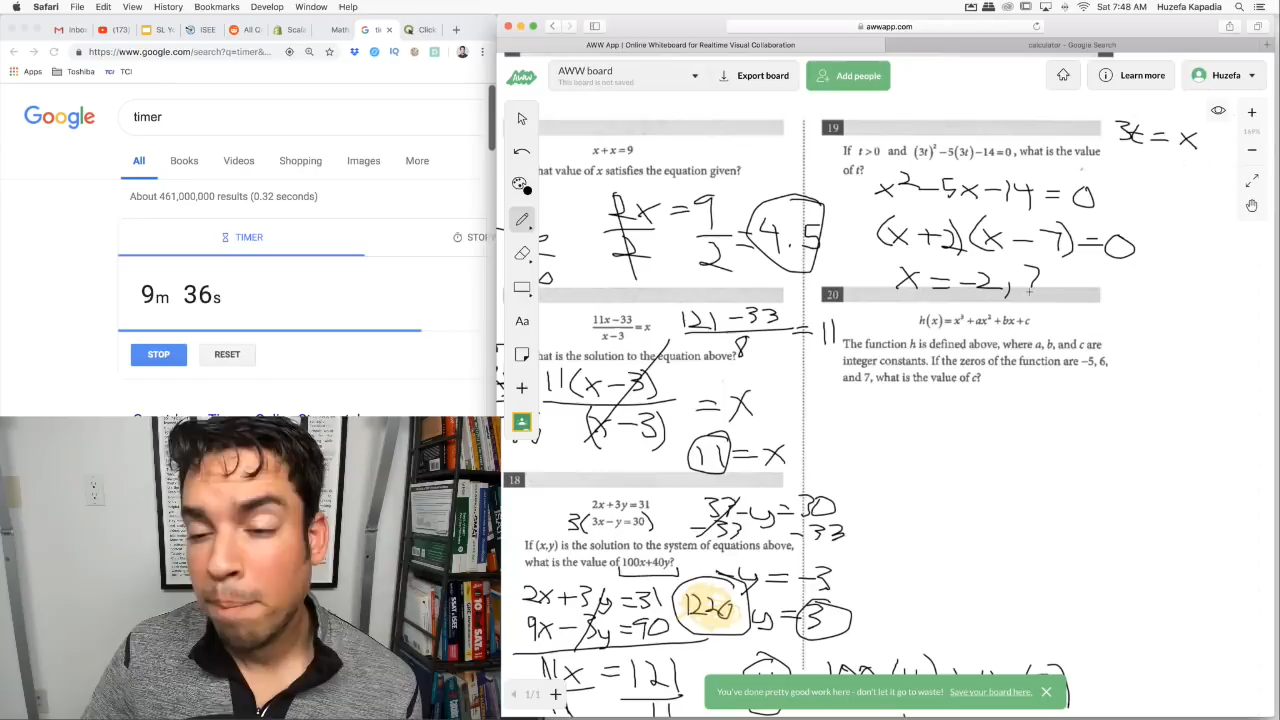 Safari File Edit View History Bookmarks Develop Window Help
Sat 7:48 AM Huzefa Kapadia
https://www.google.com/search?q=timer&...
Apps Toshiba TCI
Google
timer
All Books Videos Shopping Images More
About 461,000,000 results (0.32 seconds)
TIMER
9m 36s
STOP RESET
awwapp.com
AWW App | Online Whiteboard for Realtime Visual Collaboration
calculator - Google Search
AWW
AWW board
This board is not saved.
Export board
Add people
Learn more
Huzefa
169%
Aa
x+x=9
hat value of x satisfies the equation given?
2x = 9
2 2
= 4.5
11x−33
x−3
=x
hat is the solution to the equation above?
121 − 33
8
= 11
11(x−3)
(x−3)
= x
11 = x
18
2x+3y=31
3(3x−y=30)
If (x,y) is the solution to the system of equations above,
what is the value of 100x+40y?
33 − y = 30
−33 −33
−y = −3
y = 3
2x + 3y = 31
9x − 3y = 90
1220
11x = 121
11 11
19
If t>0 and (3t)²−5(3t)−14=0, what is the value
of t?
3t = x
x² − 5x − 14 = 0
(x + 2)(x − 7) = 0
x = −2, 7
20
h(x)=x³+ax²+bx+c
The function h is defined above, where a, b, and c are
integer constants. If the zeros of the function are −5, 6,
and 7, what is the value of c?
1/1
You've done pretty good work here - don't let it go to waite! Save your board here.